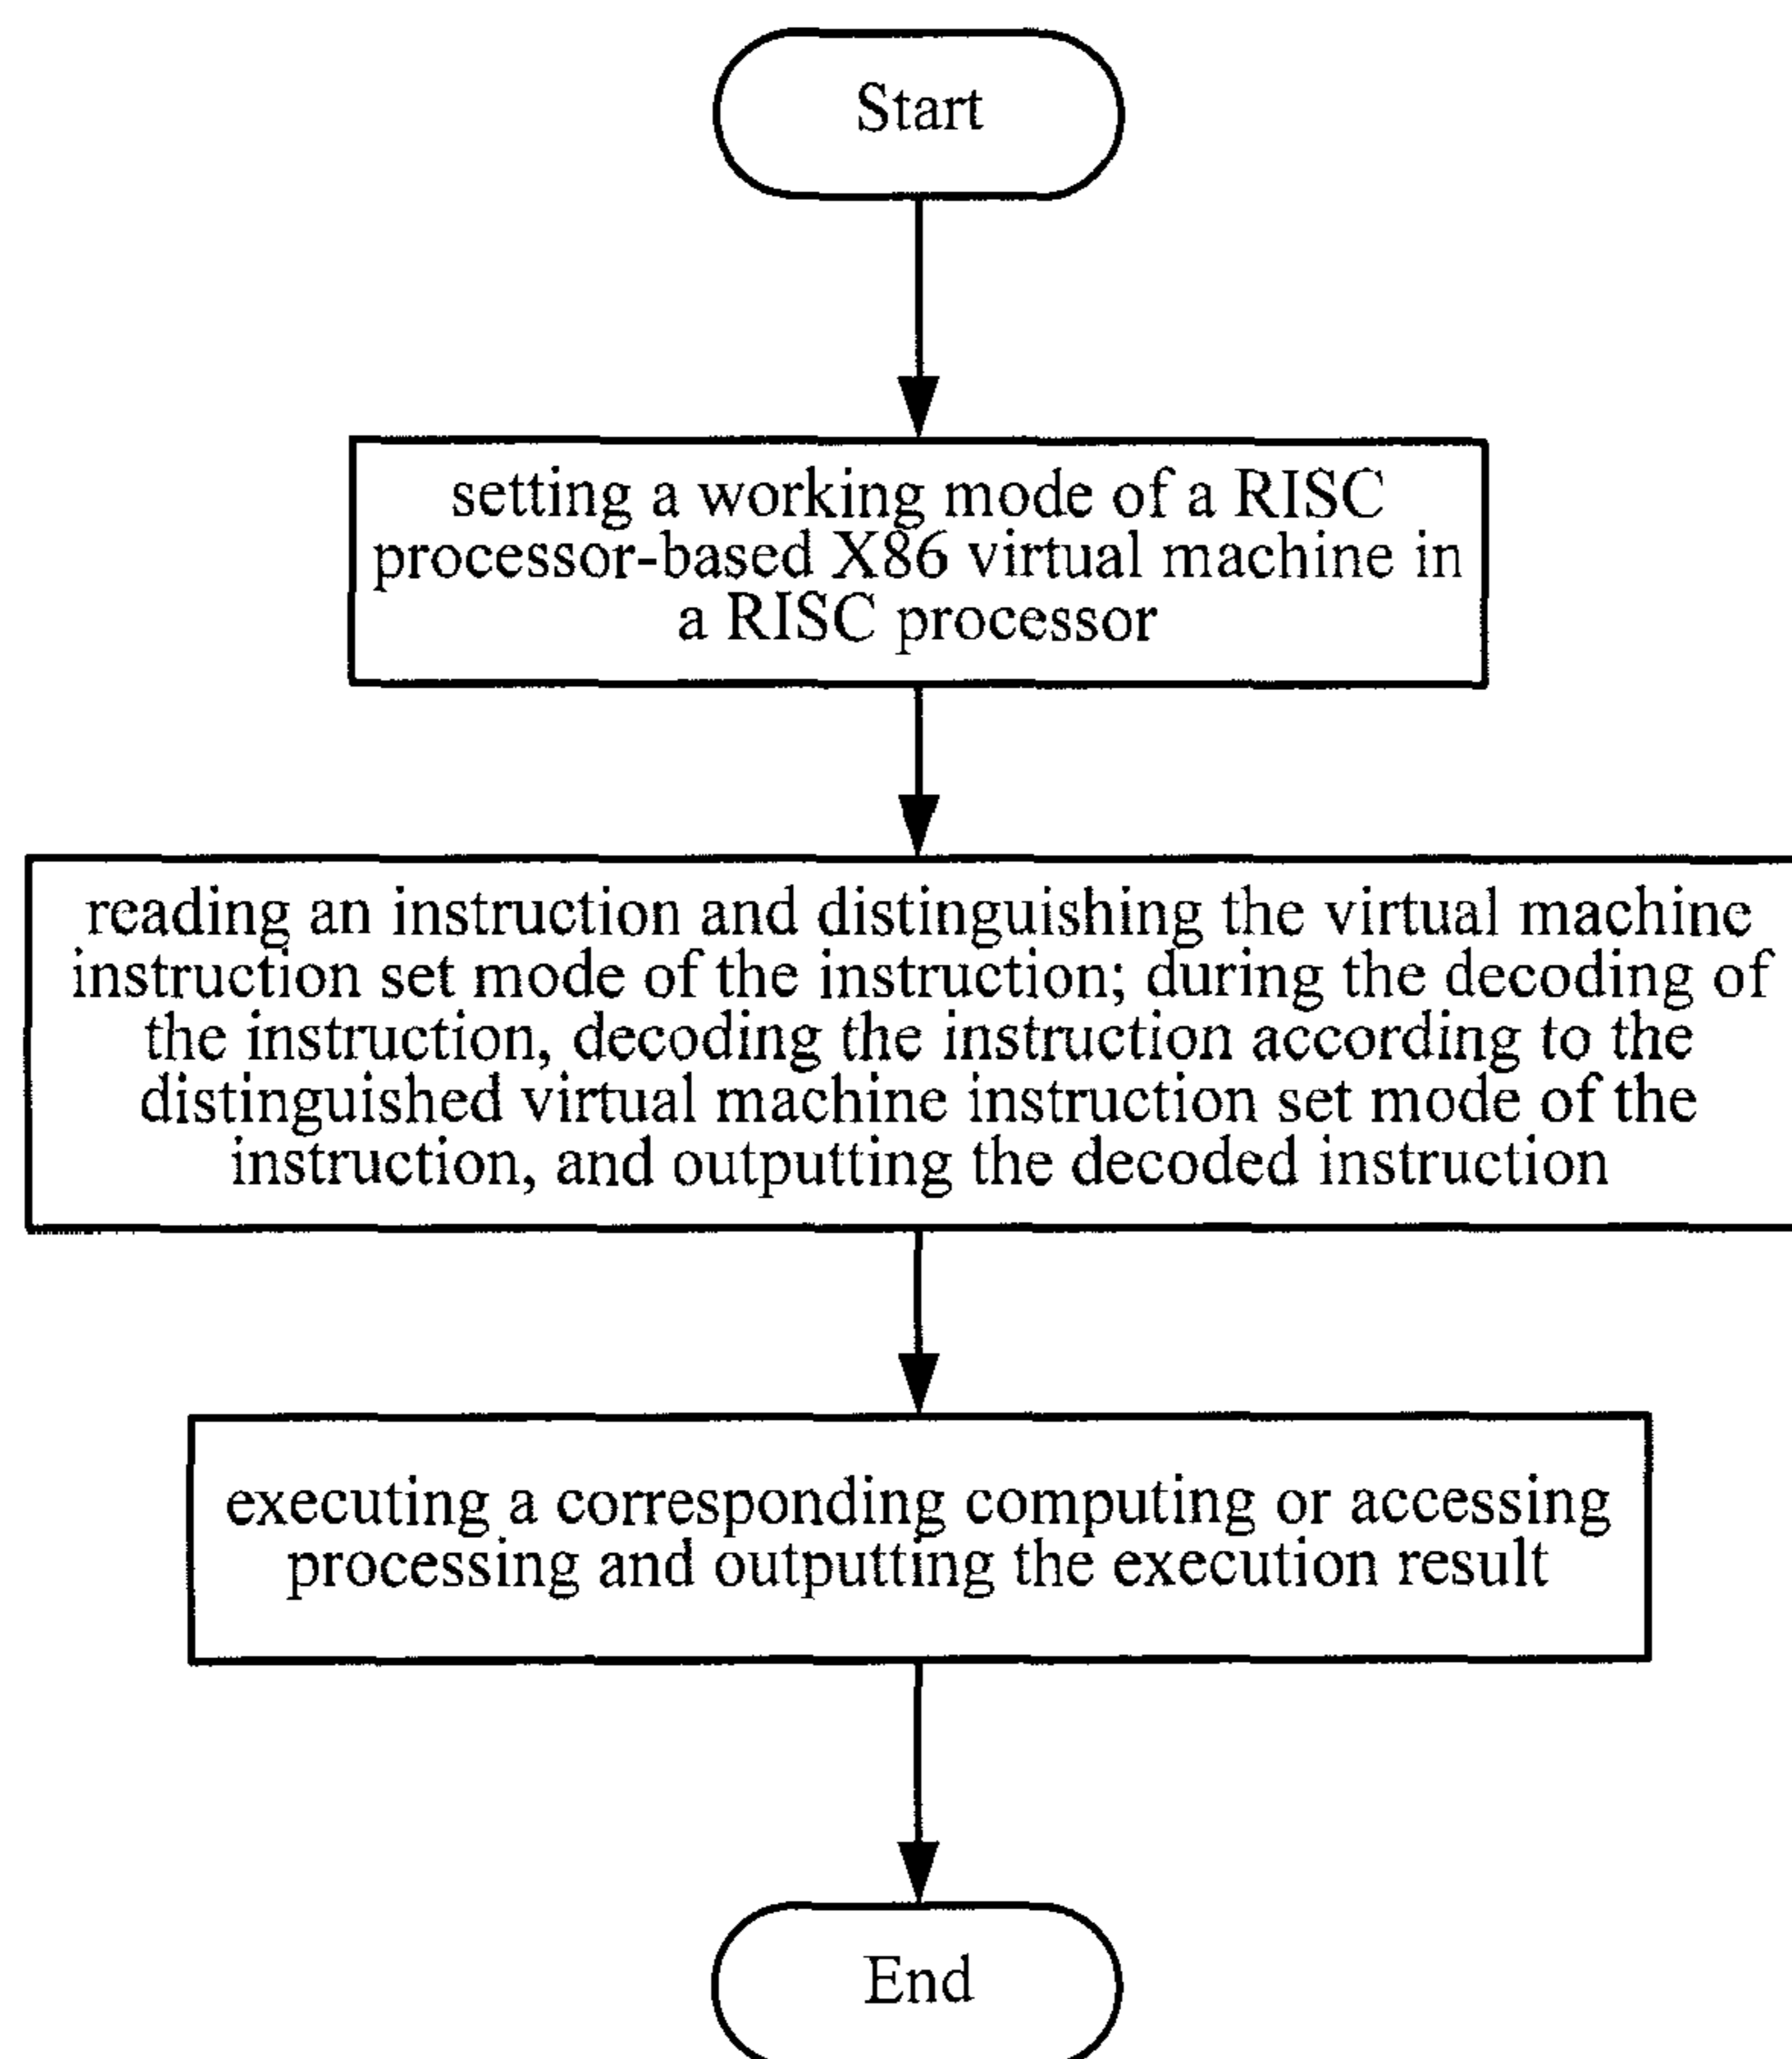 Start
setting a working mode of a RISC
processor-based X86 virtual machine in
a RISC processor
reading an instruction and distinguishing the virtual machine
instruction set mode of the instruction; during the decoding of
the instruction, decoding the instruction according to the
distinguished virtual machine instruction set mode of the
instruction, and outputting the decoded instruction
executing a corresponding computing or accessing
processing and outputting the execution result
End